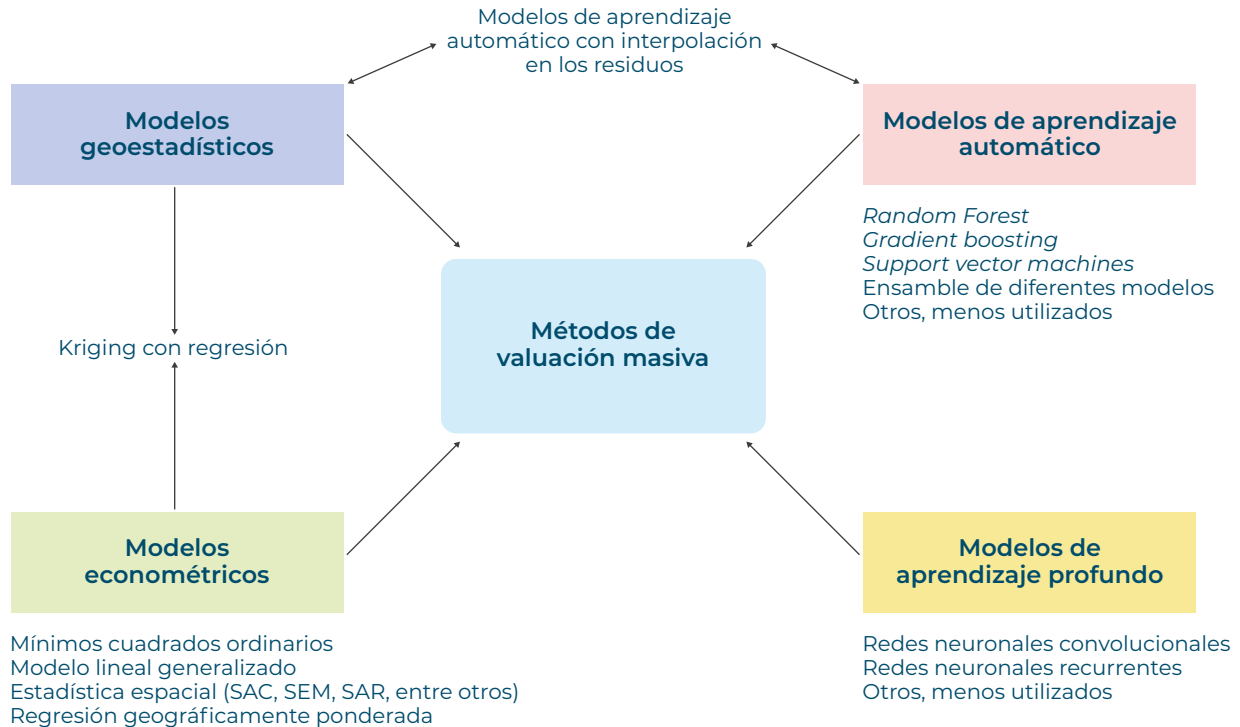 Modelos de aprendizaje
automático con interpolación
en los residuos
Modelos
geoestadísticos
Modelos de aprendizaje
automático
Random Forest
Gradient boosting
Support vector machines
Ensamble de diferentes modelos
Otros, menos utilizados
Métodos de
valuación masiva
Kriging con regresión
Modelos
econométricos
Mínimos cuadrados ordinarios
Modelo lineal generalizado
Estadística espacial (SAC, SEM, SAR, entre otros)
Regresión geográficamente ponderada
Modelos de
aprendizaje profundo
Redes neuronales convolucionales
Redes neuronales recurrentes
Otros, menos utilizados